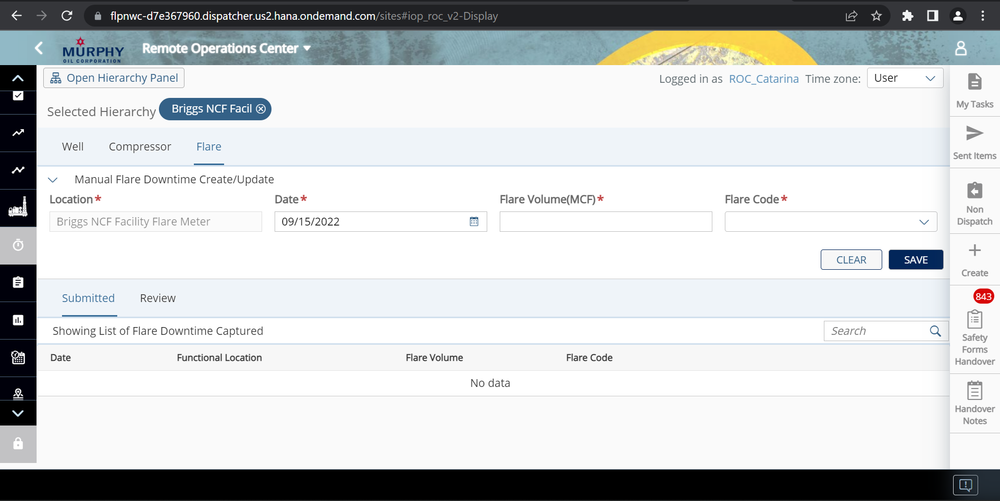 flpnwc-d7e367960.dispatcher.us2.hana.ondemand.com/sites#iop_roc_v2-Display
MURPHY
OIL CORPORATION
Remote Operations Center
Open Hierarchy Panel
Logged in as ROC_Catarina Time zone: User
Selected Hierarchy Briggs NCF Facil
Well Compressor Flare
Manual Flare Downtime Create/Update
Location* Date* Flare Volume(MCF)* Flare Code*
Briggs NCF Facility Flare Meter 09/15/2022
CLEAR SAVE
Submitted Review
Showing List of Flare Downtime Captured
Search
Date Functional Location Flare Volume Flare Code
No data
My Tasks
Sent Items
Non
Dispatch
Create
843
Safety
Forms
Handover
Handover
Notes